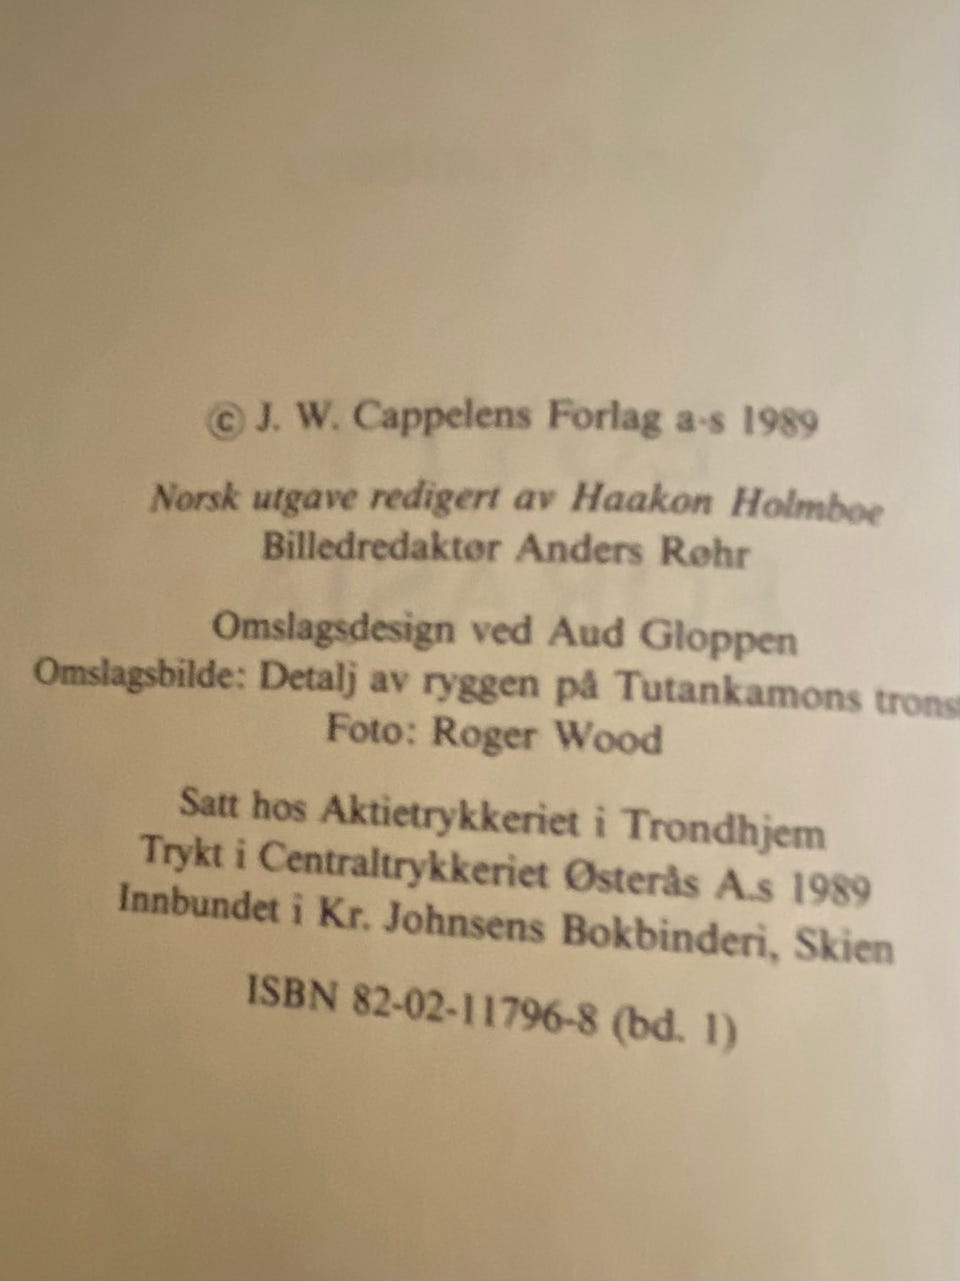 © J. W. Cappelens Forlag a-s 1989
Norsk utgave redigert av Haakon Holmboe
Billedredaktør Anders Røhr
Omslagsdesign ved Aud Gloppen
Omslagsbilde: Detalj av ryggen på Tutankamons
Foto: Roger Wood
Satt hos Aktietrykkeriet i Trondhjem
Trykt i Centraltrykkeriet Østerås A.s 1989
Innbundet i Kr. Johnsens Bokbinderi, Skien
ISBN 82-02-11796-8 (bd. 1)